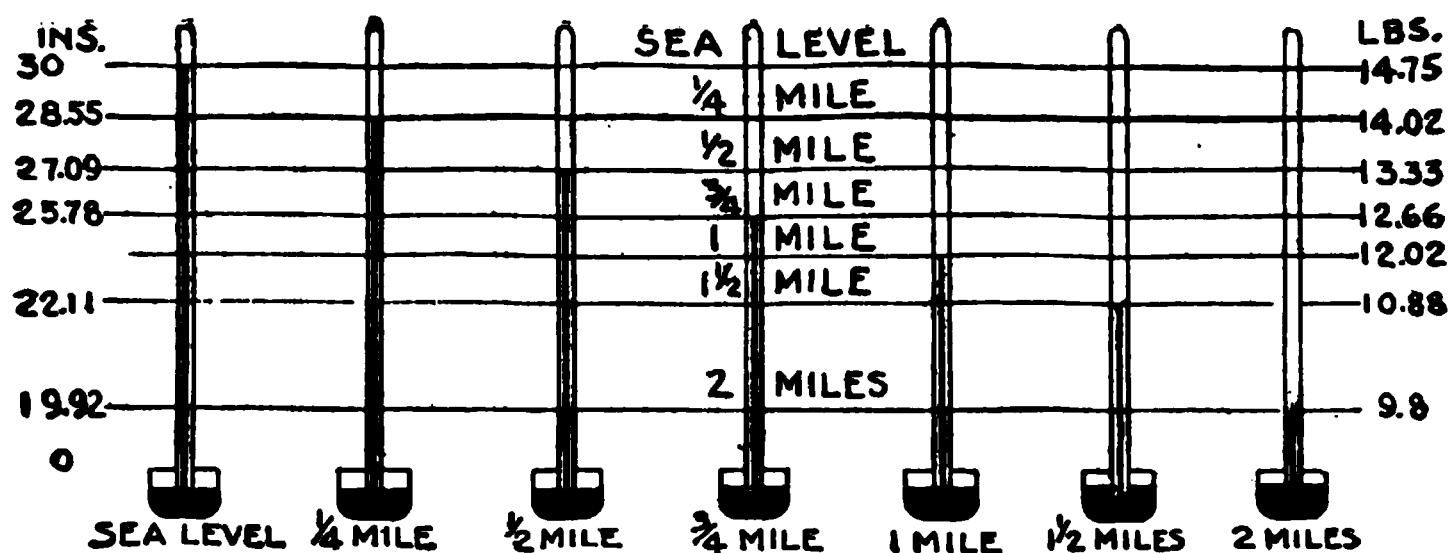 INS.
SEA LEVEL
LBS.
30
14.75
1/4 MILE
28.55
14.02
1/2 MILE
27.09
13.33
3/4 MILE
25.78
12.66
1 MILE
12.02
1 1/2 MILE
22.11
10.88
2 MILES
19.92
9.8
0
SEA LEVEL 1/4 MILE 1/2 MILE 3/4 MILE 1 MILE 1 1/2 MILES 2 MILES